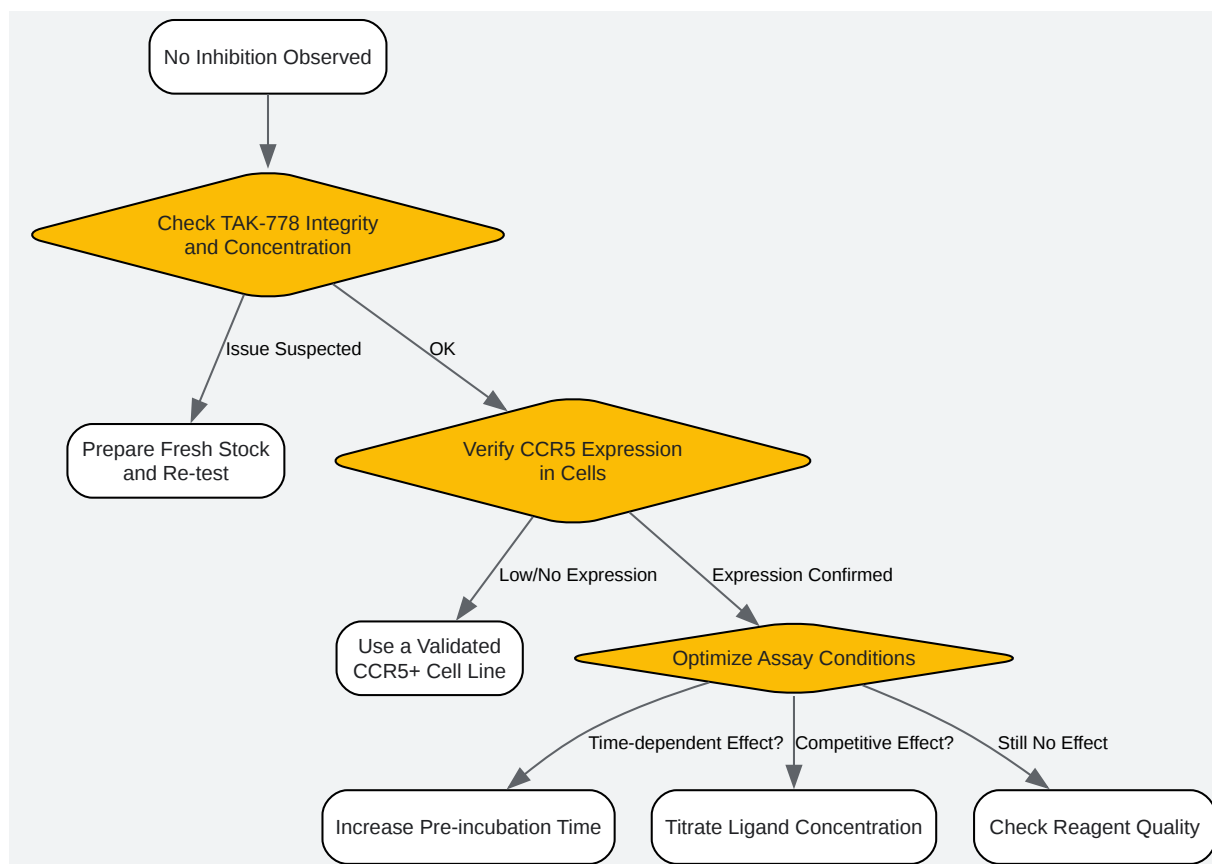 No Inhibition Observed
Check TAK-778 Integrity
and Concentration
Issue Suspected
OK
Prepare Fresh Stock
and Re-test
Verify CCR5 Expression
in Cells
Low/No Expression
Expression Confirmed
Use a Validated
CCR5+ Cell Line
Optimize Assay Conditions
Time-dependent Effect?
Competitive Effect?
Still No Effect
Increase Pre-incubation Time
Titrate Ligand Concentration
Check Reagent Quality